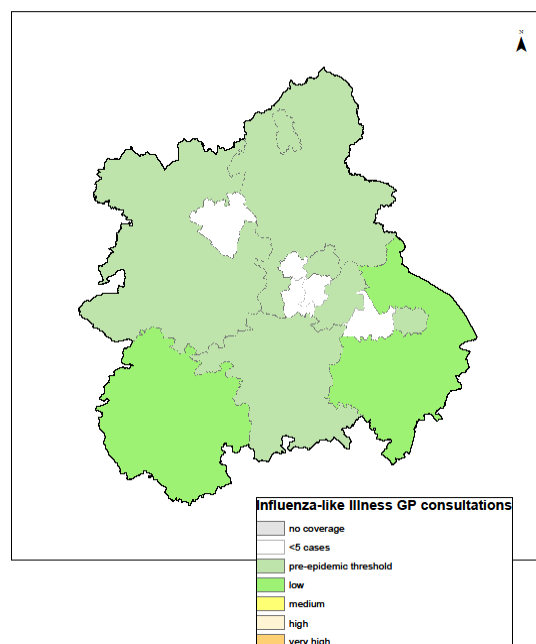 N
Influenza-like Illness GP consultations
no coverage
<5 cases
pre-epidemic threshold
low
medium
high
very high